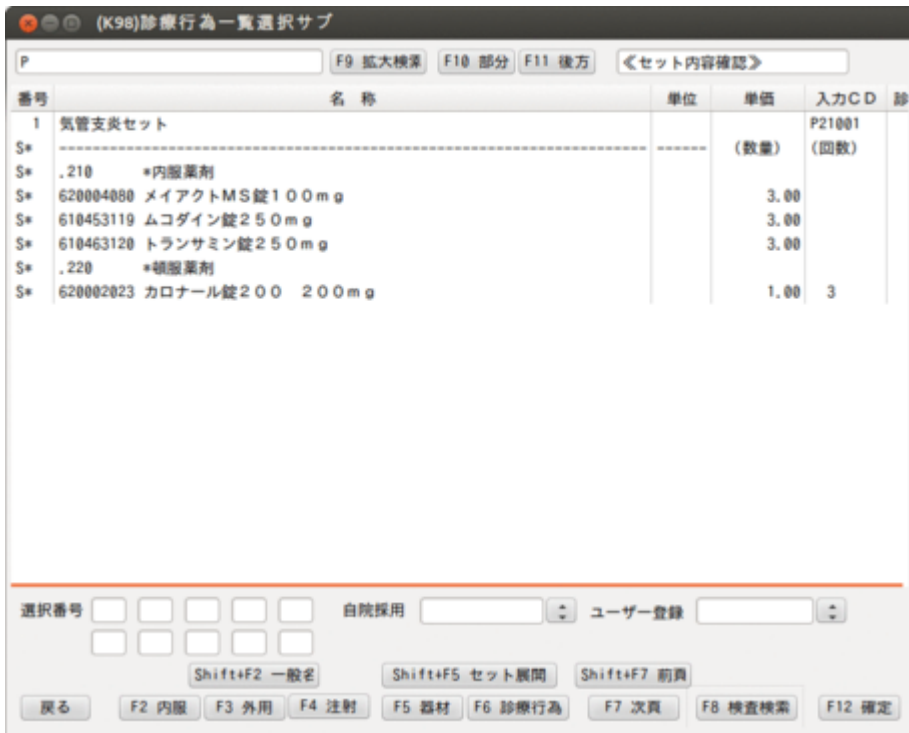 (K98)診療行為一覧選択サブ
P F9 拡大検索 F10 部分 F11 後方 《セット内容確認》
番号 名 称 単位 単価 入力CD 診
1 気管支炎セット P21001
S* ------------------------------------------------------------------------ ------ (数量) (回数)
S* .210 *内服薬剤
S* 620004080 メイアクトMS錠100mg 3.00
S* 610453119 ムコダイン錠250mg 3.00
S* 610463120 トランサミン錠250mg 3.00
S* .220 *頓服薬剤
S* 620002023 カロナール錠200 200mg 1.00 3
選択番号 自院採用 ユーザー登録
Shift+F2 一般名 Shift+F5 セット展開 Shift+F7 前頁
戻る F2 内服 F3 外用 F4 注射 F5 器材 F6 診療行為 F7 次頁 F8 検査検索 F12 確定